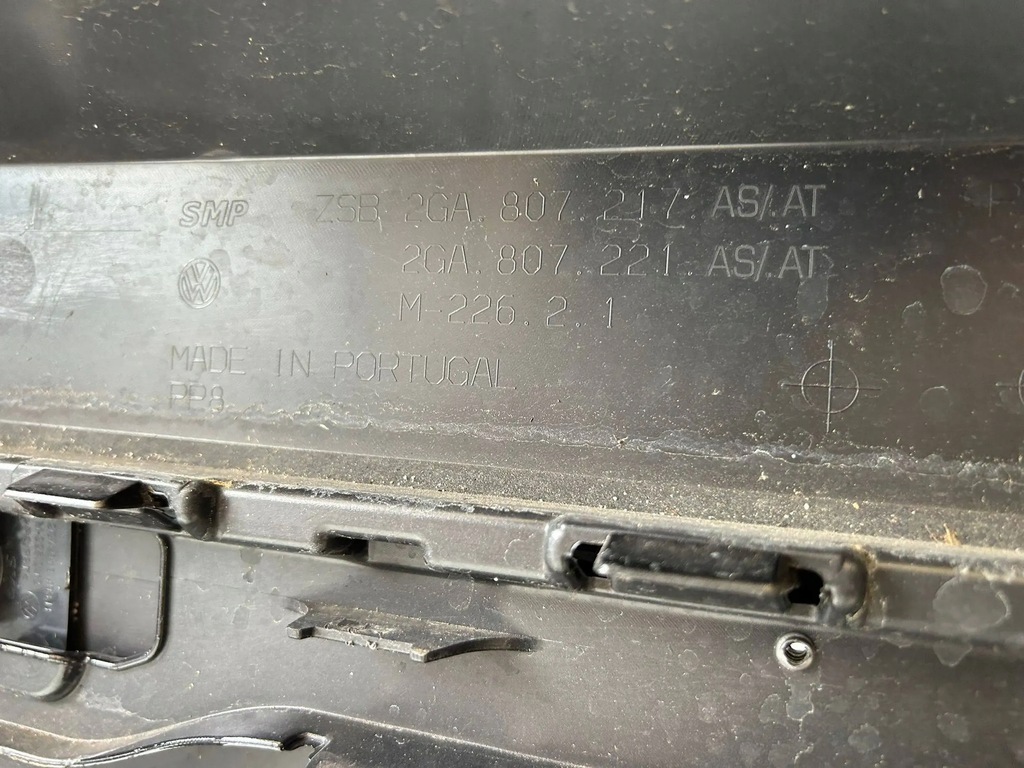 SMP ZSB 2GA.807.217.AS/.AT
2GA.807.221.AS/.AT
M-226.2.1
MADE IN PORTUGAL
PP8